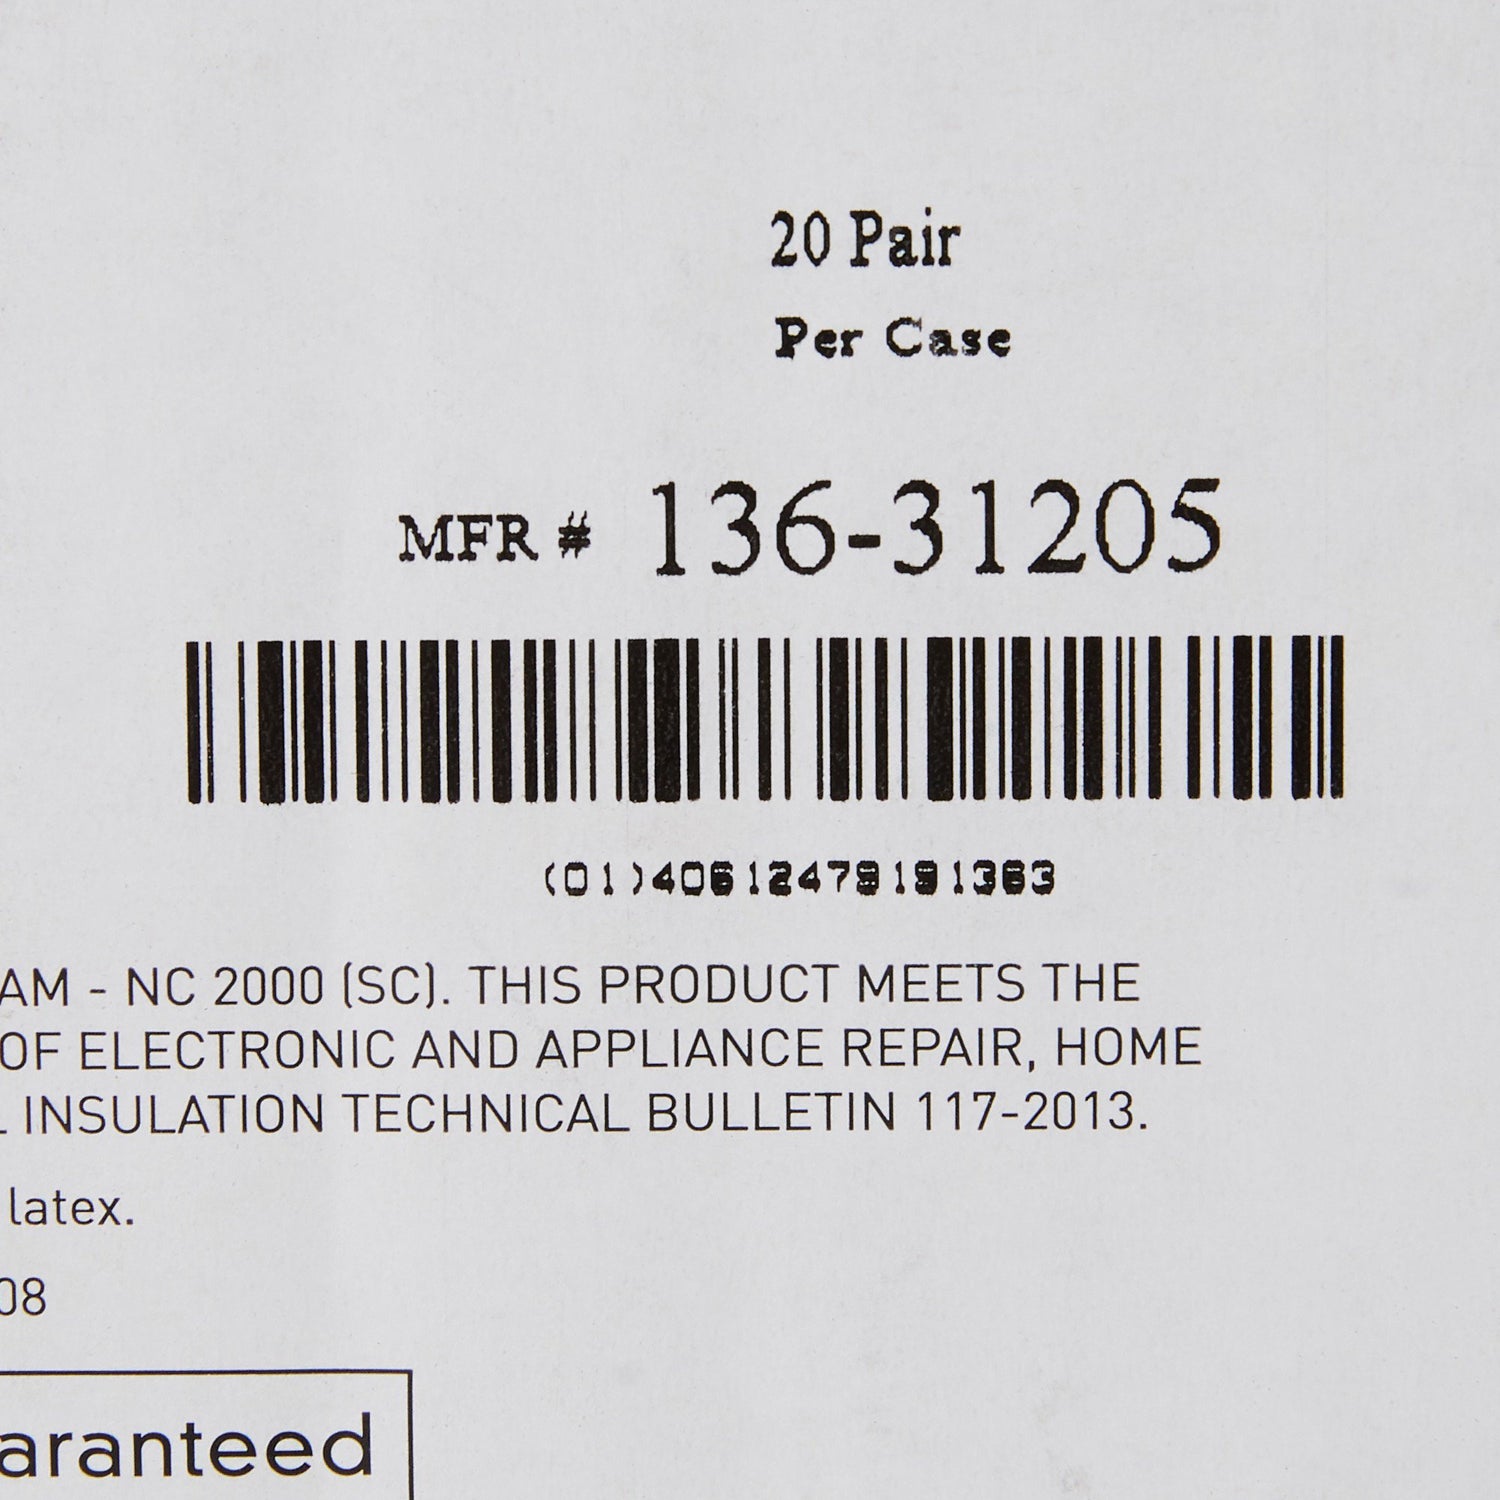 20 Pair
Per Case
MFR # 136-31205
(01)40612479191363
AM - NC 2000 (SC). THIS PRODUCT MEETS THE
OF ELECTRONIC AND APPLIANCE REPAIR, HOME
L INSULATION TECHNICAL BULLETIN 117-2013.
latex.
08
aranteed